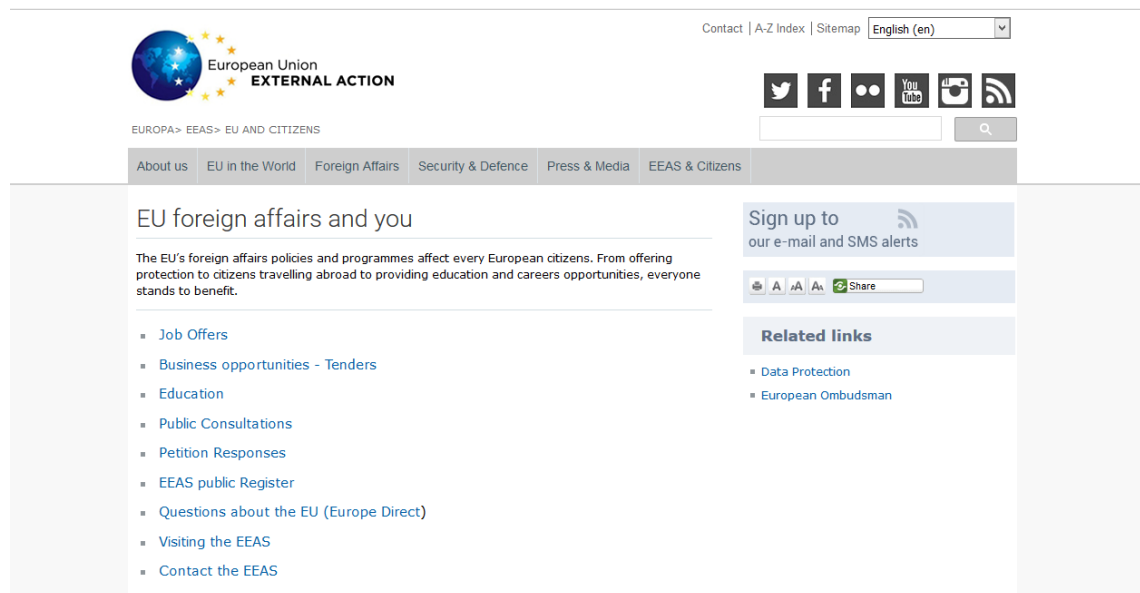 Contact | A-Z Index | Sitemap English (en)
European Union
EXTERNAL ACTION
You
Tube
EUROPA> EEAS> EU AND CITIZENS
About us EU in the World Foreign Affairs Security & Defence Press & Media EEAS & Citizens
EU foreign affairs and you
The EU's foreign affairs policies and programmes affect every European citizens. From offering
protection to citizens travelling abroad to providing education and careers opportunities, everyone
stands to benefit.
Job Offers
Business opportunities - Tenders
Education
Public Consultations
Petition Responses
EEAS public Register
Questions about the EU (Europe Direct)
Visiting the EEAS
Contact the EEAS
Sign up to
our e-mail and SMS alerts
A AA AA Share
Related links
Data Protection
European Ombudsman